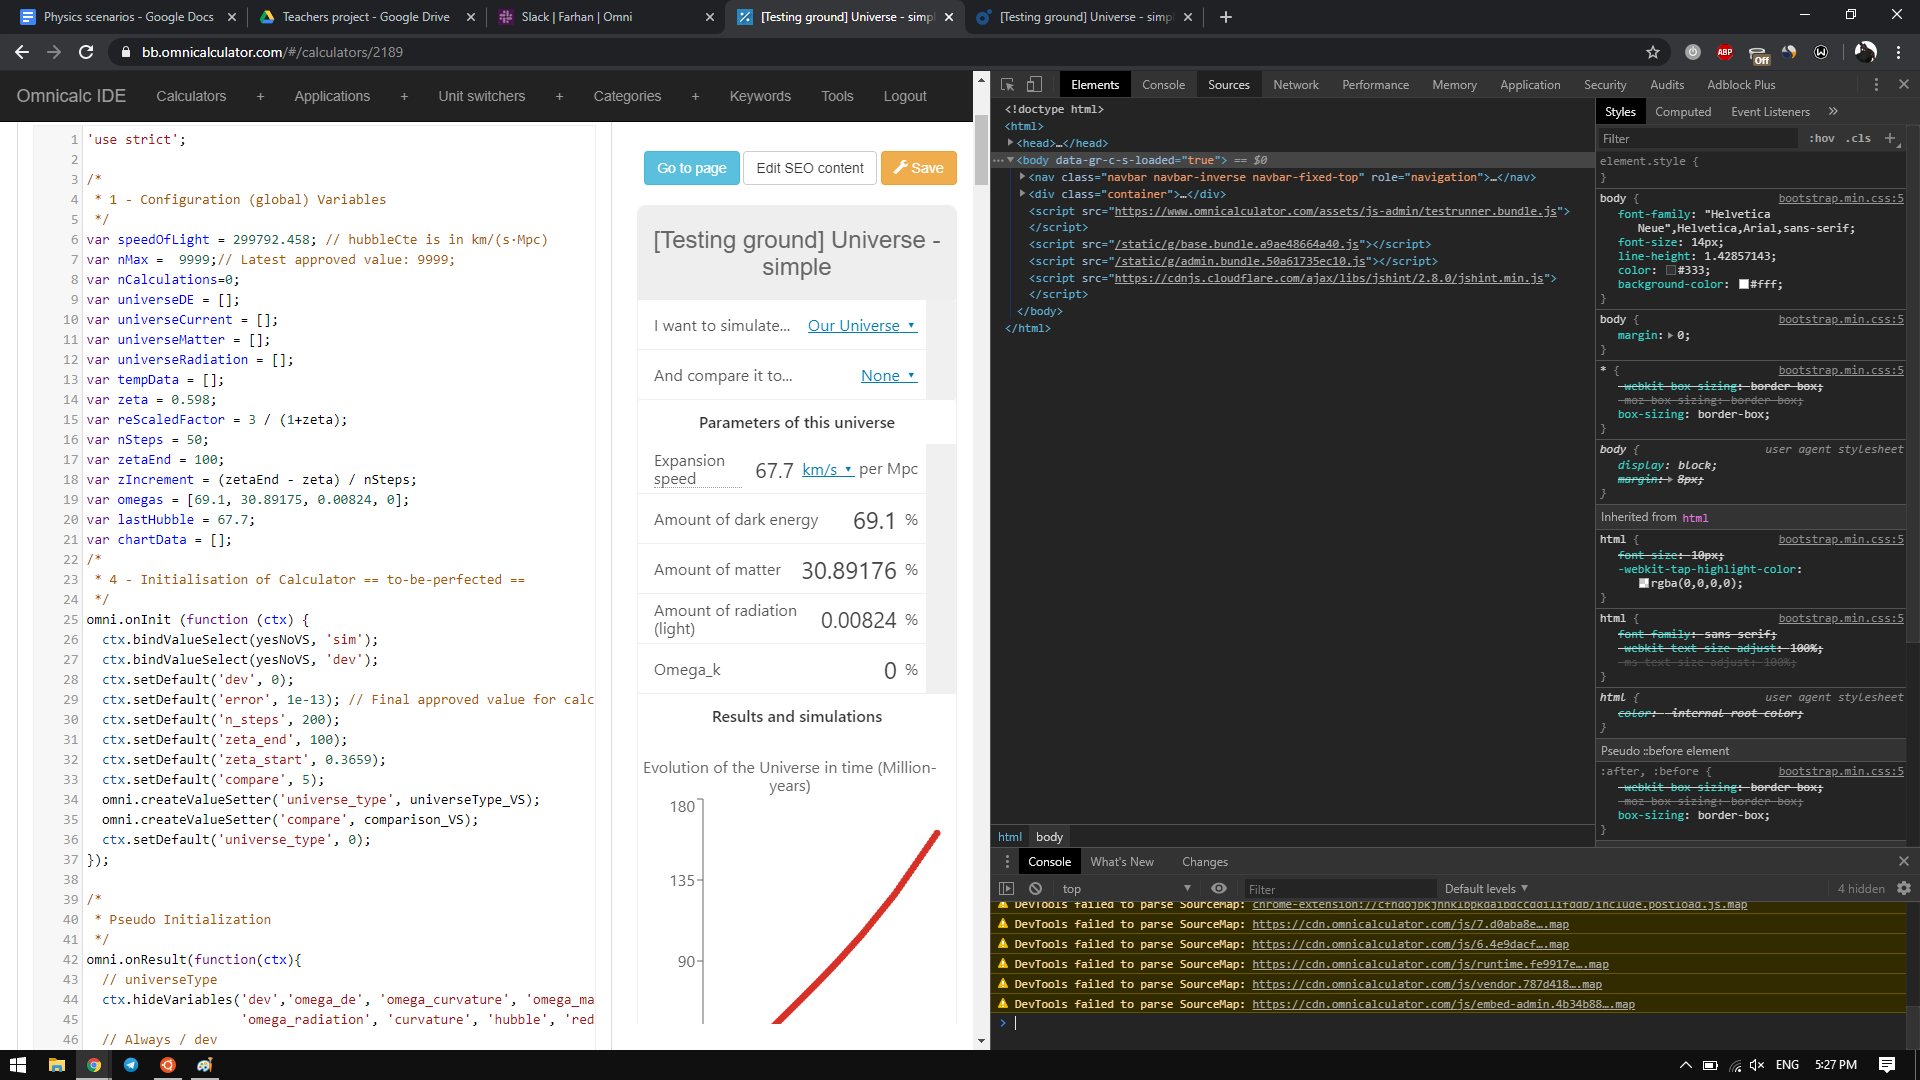 Physics scenarios - Google Docs
Teachers project - Google Drive
Slack | Farhan | Omni
[Testing ground] Universe - simpl
[Testing ground] Universe - simpl
bb.omnicalculator.com/#/calculators/2189
ABP
Off
Omnicalc IDE
Calculators
+
Applications
+
Unit switchers
+
Categories
+
Keywords
Tools
Logout
1 'use strict';
2
3 /*
4 * 1 - Configuration (global) Variables
5 */
6 var speedOfLight = 299792.458; // hubbleCte is in km/(s·Mpc)
7 var nMax =  9999;// Latest approved value: 9999;
8 var nCalculations=0;
9 var universeDE = [];
10 var universeCurrent = [];
11 var universeMatter = [];
12 var universeRadiation = [];
13 var tempData = [];
14 var zeta = 0.598;
15 var reScaledFactor = 3 / (1+zeta);
16 var nSteps = 50;
17 var zetaEnd = 100;
18 var zIncrement = (zetaEnd - zeta) / nSteps;
19 var omegas = [69.1, 30.89175, 0.00824, 0];
20 var lastHubble = 67.7;
21 var chartData = [];
22 /*
23 * 4 - Initialisation of Calculator == to-be-perfected ==
24 */
25 omni.onInit (function (ctx) {
26 ctx.bindValueSelect(yesNoVS, 'sim');
27 ctx.bindValueSelect(yesNoVS, 'dev');
28 ctx.setDefault('dev', 0);
29 ctx.setDefault('error', 1e-13); // Final approved value for calc
30 ctx.setDefault('n_steps', 200);
31 ctx.setDefault('zeta_end', 100);
32 ctx.setDefault('zeta_start', 0.3659);
33 ctx.setDefault('compare', 5);
34 omni.createValueSetter('universe_type', universeType_VS);
35 omni.createValueSetter('compare', comparison_VS);
36 ctx.setDefault('universe_type', 0);
37 });
38
39 /*
40 * Pseudo Initialization
41 */
42 omni.onResult(function(ctx){
43 // universeType
44 ctx.hideVariables('dev','omega_de', 'omega_curvature', 'omega_ma
45 'omega_radiation', 'curvature', 'hubble', 'red
46 // Always / dev
Go to page
Edit SEO content
Save
[Testing ground] Universe -
simple
I want to simulate... Our Universe
And compare it to... None
Parameters of this universe
Expansion
speed
67.7 km/s per Mpc
Amount of dark energy 69.1 %
Amount of matter 30.89176 %
Amount of radiation
(light)
0.00824 %
Omega_k 0 %
Results and simulations
Evolution of the Universe in time (Million-
years)
180
135
90
Elements
Console
Sources
Network
Performance
Memory
Application
Security
Audits
Adblock Plus
<!doctype html>
<html>
<head>…</head>
<body data-gr-c-s-loaded="true"> == $0
<nav class="navbar navbar-inverse navbar-fixed-top" role="navigation">…</nav>
<div class="container">…</div>
<script src="https://www.omnicalculator.com/assets/js-admin/testrunner.bundle.js">
</script>
<script src="/static/g/base.bundle.a9ae48664a40.js"></script>
<script src="/static/g/admin.bundle.50a61735ec10.js"></script>
<script src="https://cdnjs.cloudflare.com/ajax/libs/jshint/2.8.0/jshint.min.js">
</script>
</body>
</html>
html
body
Styles
Computed
Event Listeners
»
Filter
:hov
.cls
+
element.style {
}
body { bootstrap.min.css:5
font-family: "Helvetica
Neue",Helvetica,Arial,sans-serif;
font-size: 14px;
line-height: 1.42857143;
color: #333;
background-color: #fff;
}
body { bootstrap.min.css:5
margin: 0;
}
* { bootstrap.min.css:5
-webkit-box-sizing: border-box;
-moz-box-sizing: border-box;
box-sizing: border-box;
}
body { user agent stylesheet
display: block;
margin: 8px;
}
Inherited from html
html { bootstrap.min.css:5
font-size: 10px;
-webkit-tap-highlight-color:
rgba(0,0,0,0);
}
html { bootstrap.min.css:5
font-family: sans-serif;
-webkit-text-size-adjust: 100%;
-ms-text-size-adjust: 100%;
}
html { user agent stylesheet
color: -internal-root-color;
}
Pseudo ::before element
:after, :before { bootstrap.min.css:5
-webkit-box-sizing: border-box;
-moz-box-sizing: border-box;
box-sizing: border-box;
}
Console
What's New
Changes
top
Filter
Default levels
4 hidden
DevTools failed to parse SourceMap: chrome-extension://cfhdojbkjhnklbpkdaibdccddilifddb/include.postload.js.map
DevTools failed to parse SourceMap: https://cdn.omnicalculator.com/js/7.d0aba8e….map
DevTools failed to parse SourceMap: https://cdn.omnicalculator.com/js/6.4e9dacf….map
DevTools failed to parse SourceMap: https://cdn.omnicalculator.com/js/runtime.fe9917e….map
DevTools failed to parse SourceMap: https://cdn.omnicalculator.com/js/vendor.787d418….map
DevTools failed to parse SourceMap: https://cdn.omnicalculator.com/js/embed-admin.4b34b88….map
>
ENG
5:27 PM